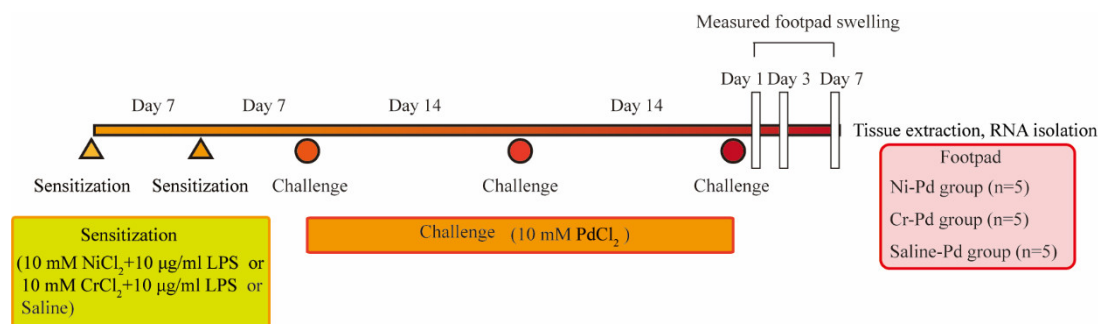 Measured footpad swelling
Day 1 Day 3 Day 7
Day 7 Day 7 Day 14 Day 14
Tissue extraction, RNA isolation
Sensitization Sensitization Challenge Challenge Challenge
Footpad
Ni-Pd group (n=5)
Cr-Pd group (n=5)
Saline-Pd group (n=5)
Sensitization
(10 mM NiCl₂+10 μg/ml LPS or
10 mM CrCl₂+10 μg/ml LPS or
Saline)
Challenge (10 mM PdCl₂ )